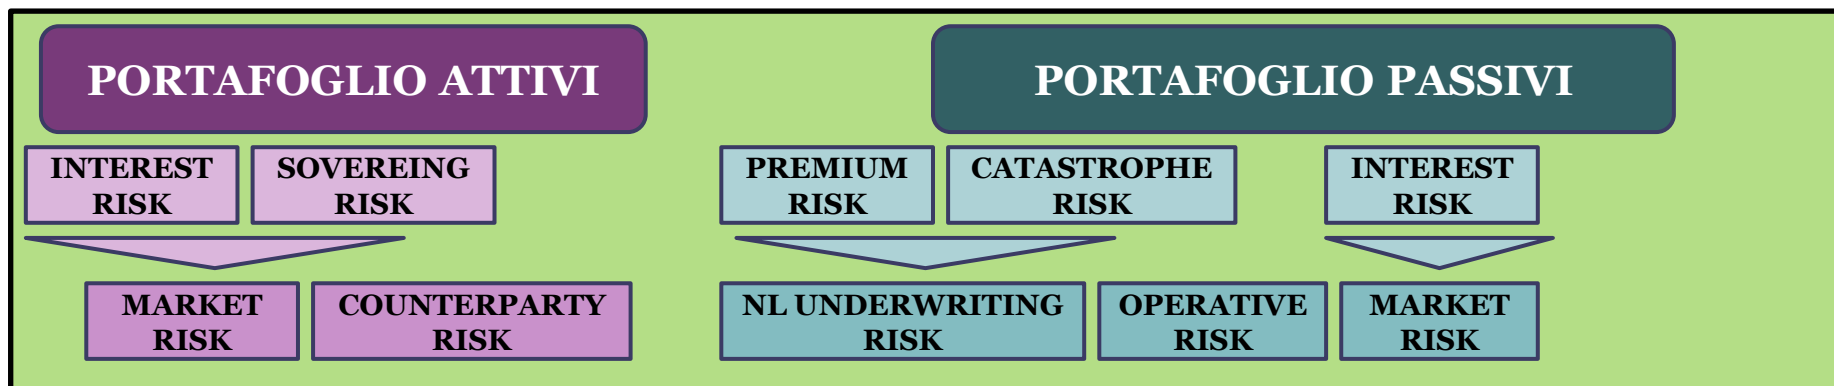 PORTAFOGLIO ATTIVI
PORTAFOGLIO PASSIVI
INTEREST
RISK
SOVEREING
RISK
PREMIUM
RISK
CATASTROPHE
RISK
INTEREST
RISK
MARKET
RISK
COUNTERPARTY
RISK
NL UNDERWRITING
RISK
OPERATIVE
RISK
MARKET
RISK